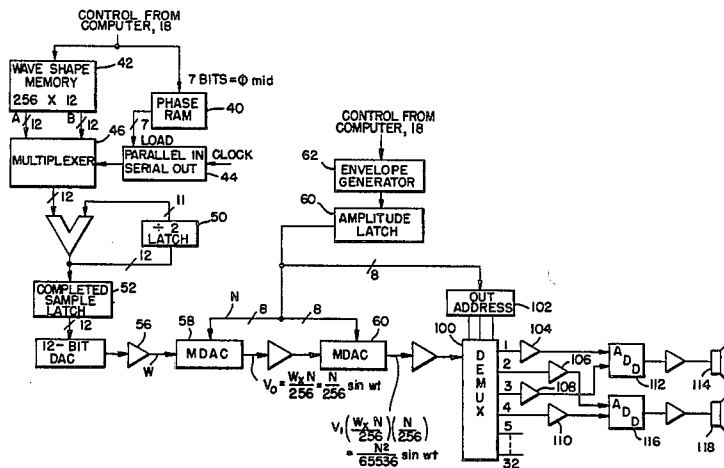 CONTROL FROM
COMPUTER, 18
WAVE SHAPE
MEMORY
256 X 12
42
7 BITS = Φ mid
PHASE
RAM
40
A
12
B
12
46
7
LOAD
MULTIPLEXER
PARALLEL IN
SERIAL OUT
CLOCK
44
12
11
÷ 2
LATCH
50
12
COMPLETED
SAMPLE
LATCH
52
12
12-BIT
DAC
56
W
CONTROL FROM
COMPUTER, 18
62
ENVELOPE
GENERATOR
60
AMPLITUDE
LATCH
8
N
8
8
58
MDAC
60
MDAC
V0 = WX N/256 = N/256 sin wt
V1 (WX N/256) (N/256)
= N2/65536 sin wt
OUT
ADDRESS
102
100
DEMUX
1
2
3
4
5
32
104
106
108
110
ADD
112
114
ADD
116
118